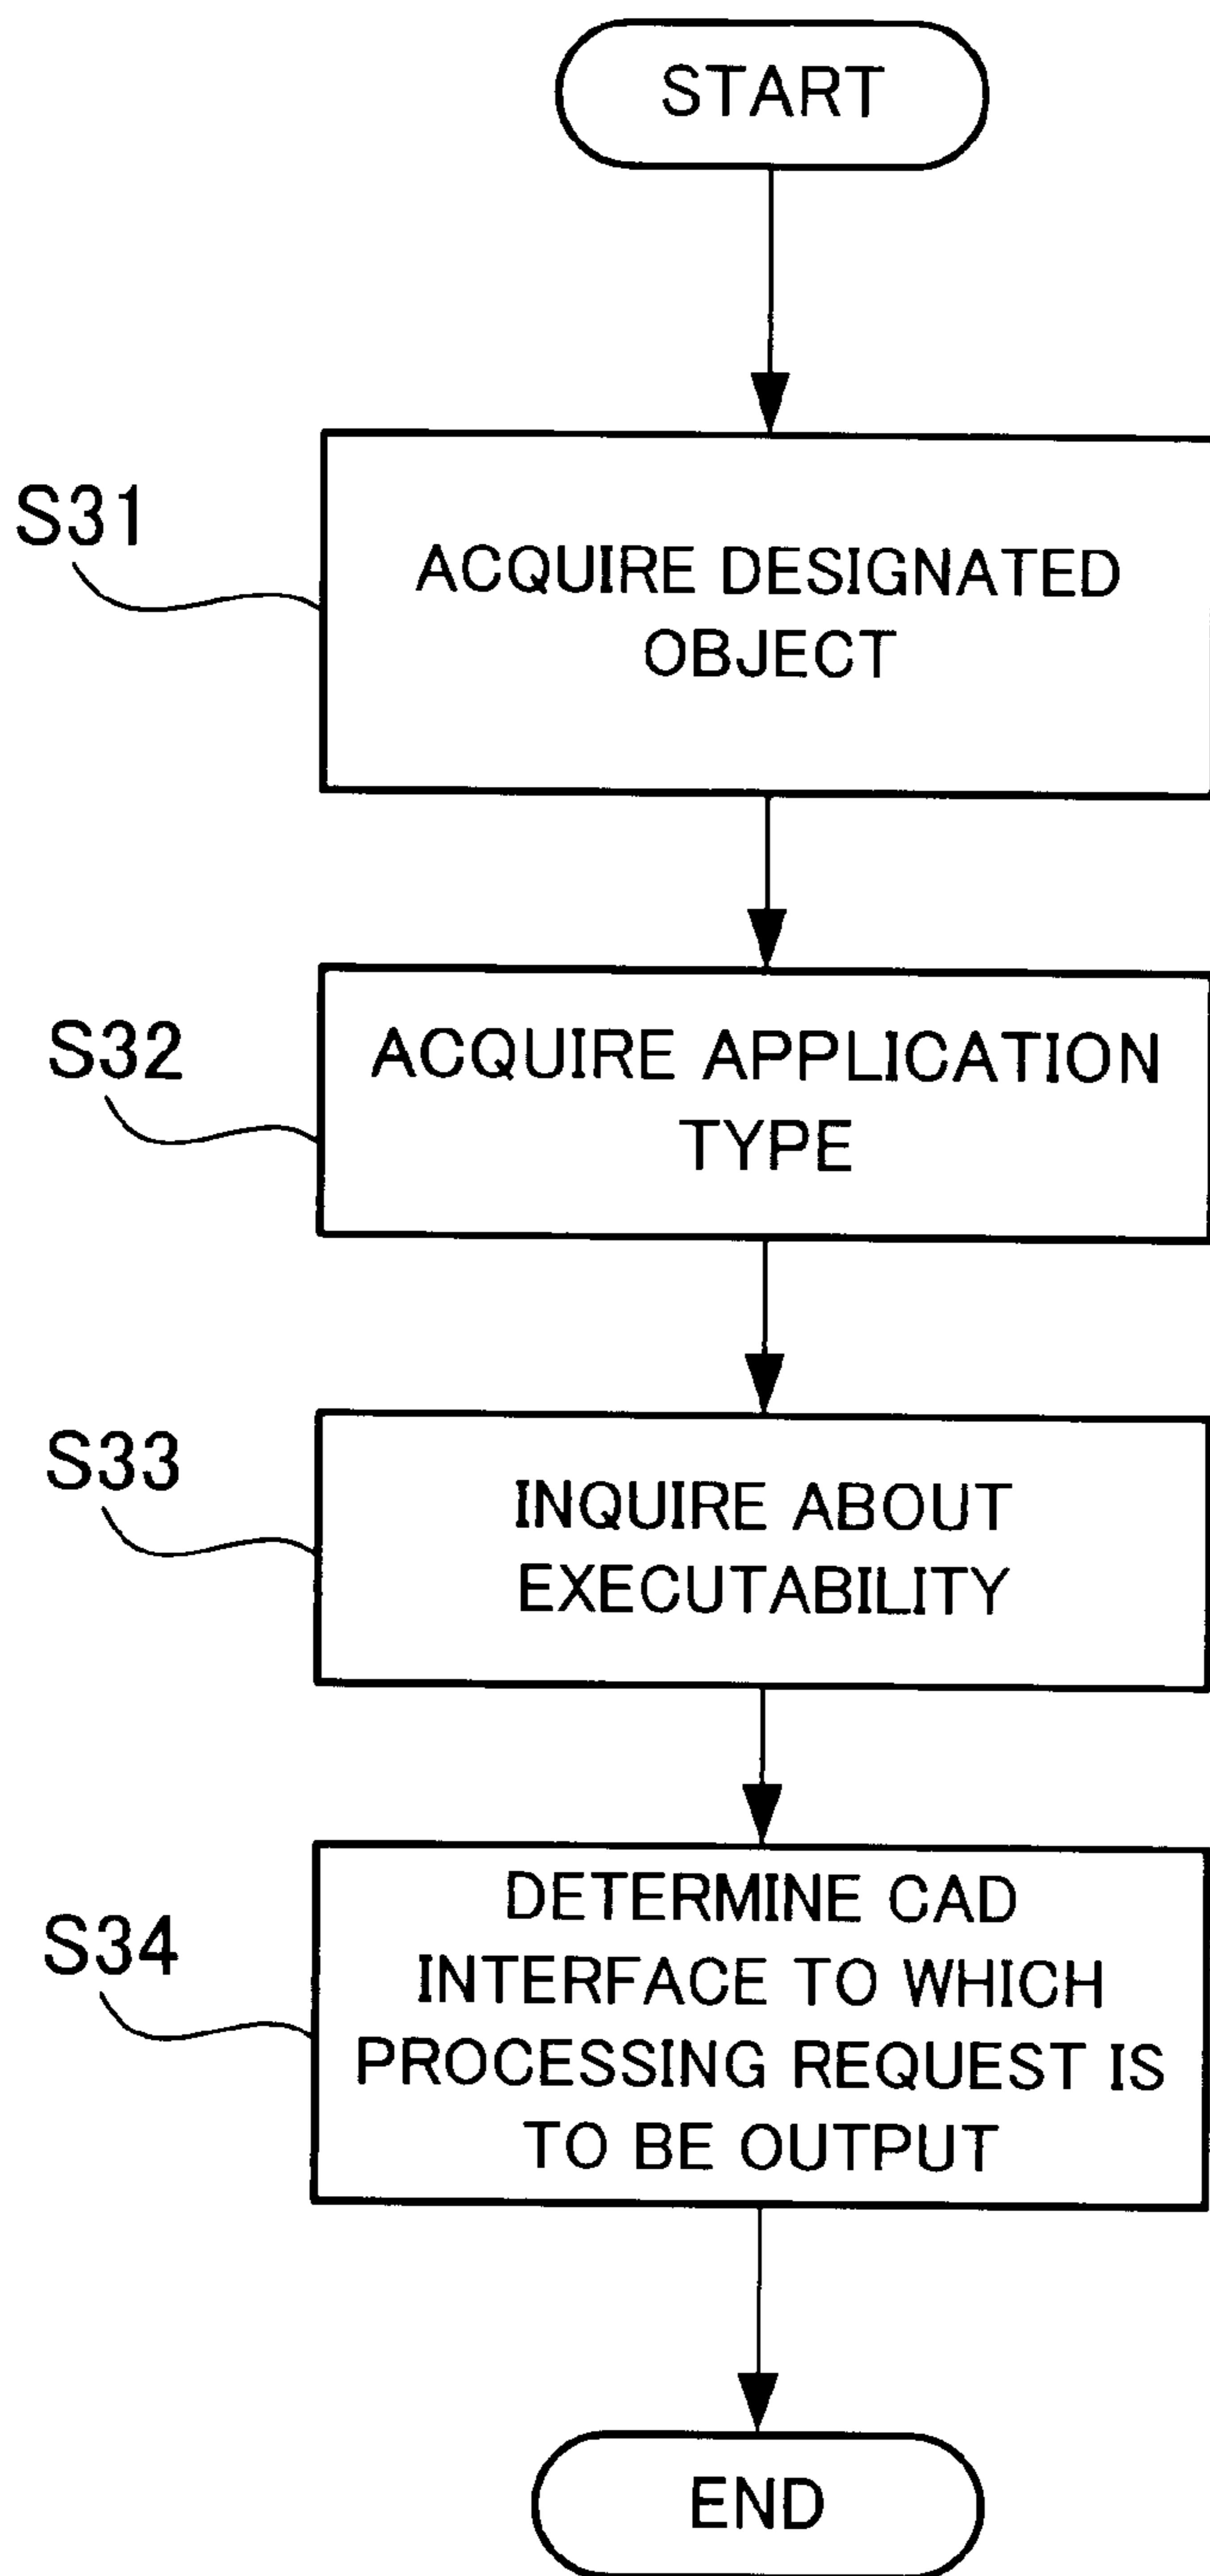 START
S31
ACQUIRE DESIGNATED
OBJECT
S32
ACQUIRE APPLICATION
TYPE
S33
INQUIRE ABOUT
EXECUTABILITY
S34
DETERMINE CAD
INTERFACE TO WHICH
PROCESSING REQUEST IS
TO BE OUTPUT
END